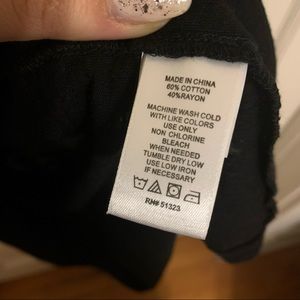 MADE IN CHINA
60% COTTON
40%RAYON
MACHINE WASH COLD
WITH LIKE COLORS
USE ONLY
NON CHLORINE
BLEACH
WHEN NEEDED
TUMBLE DRY LOW
USE LOW IRON
IF NECESSARY
RN# 51323